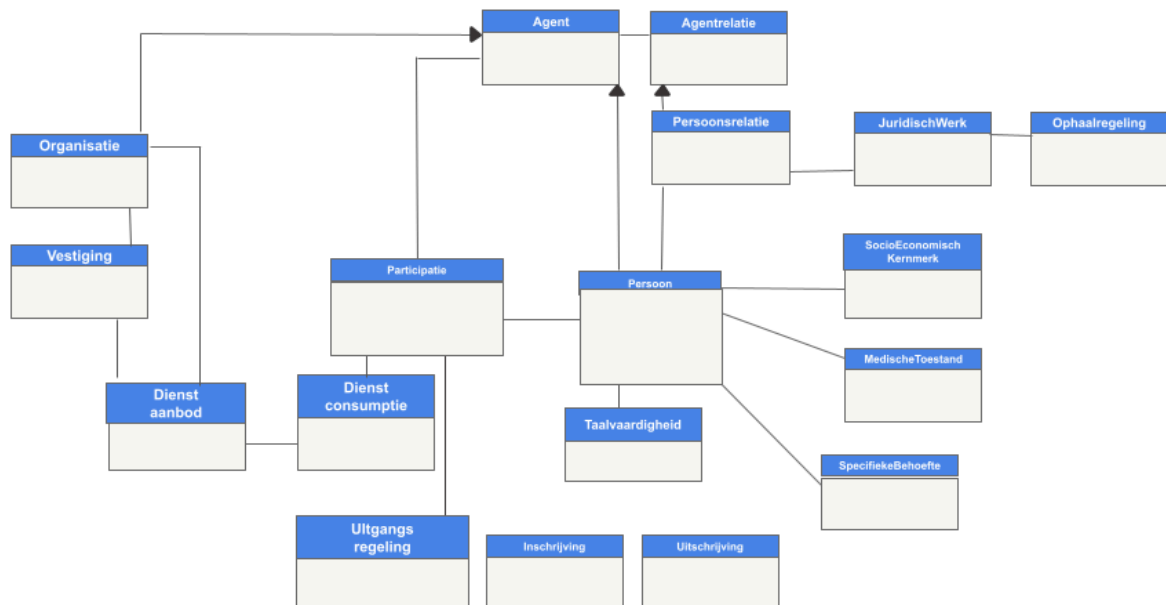 Agent
Agentrelatie
Persoonsrelatie
JuridischWerk
Ophaalregeling
Organisatie
Vestiging
Participatie
Persoon
SocioEconomisch
Kernmerk
MedischeToestand
Dienst
aanbod
Dienst
consumptie
Taalvaardigheid
SpecifiekeBehoefte
UItgangs
regeling
Inschrijving
Uitschrijving